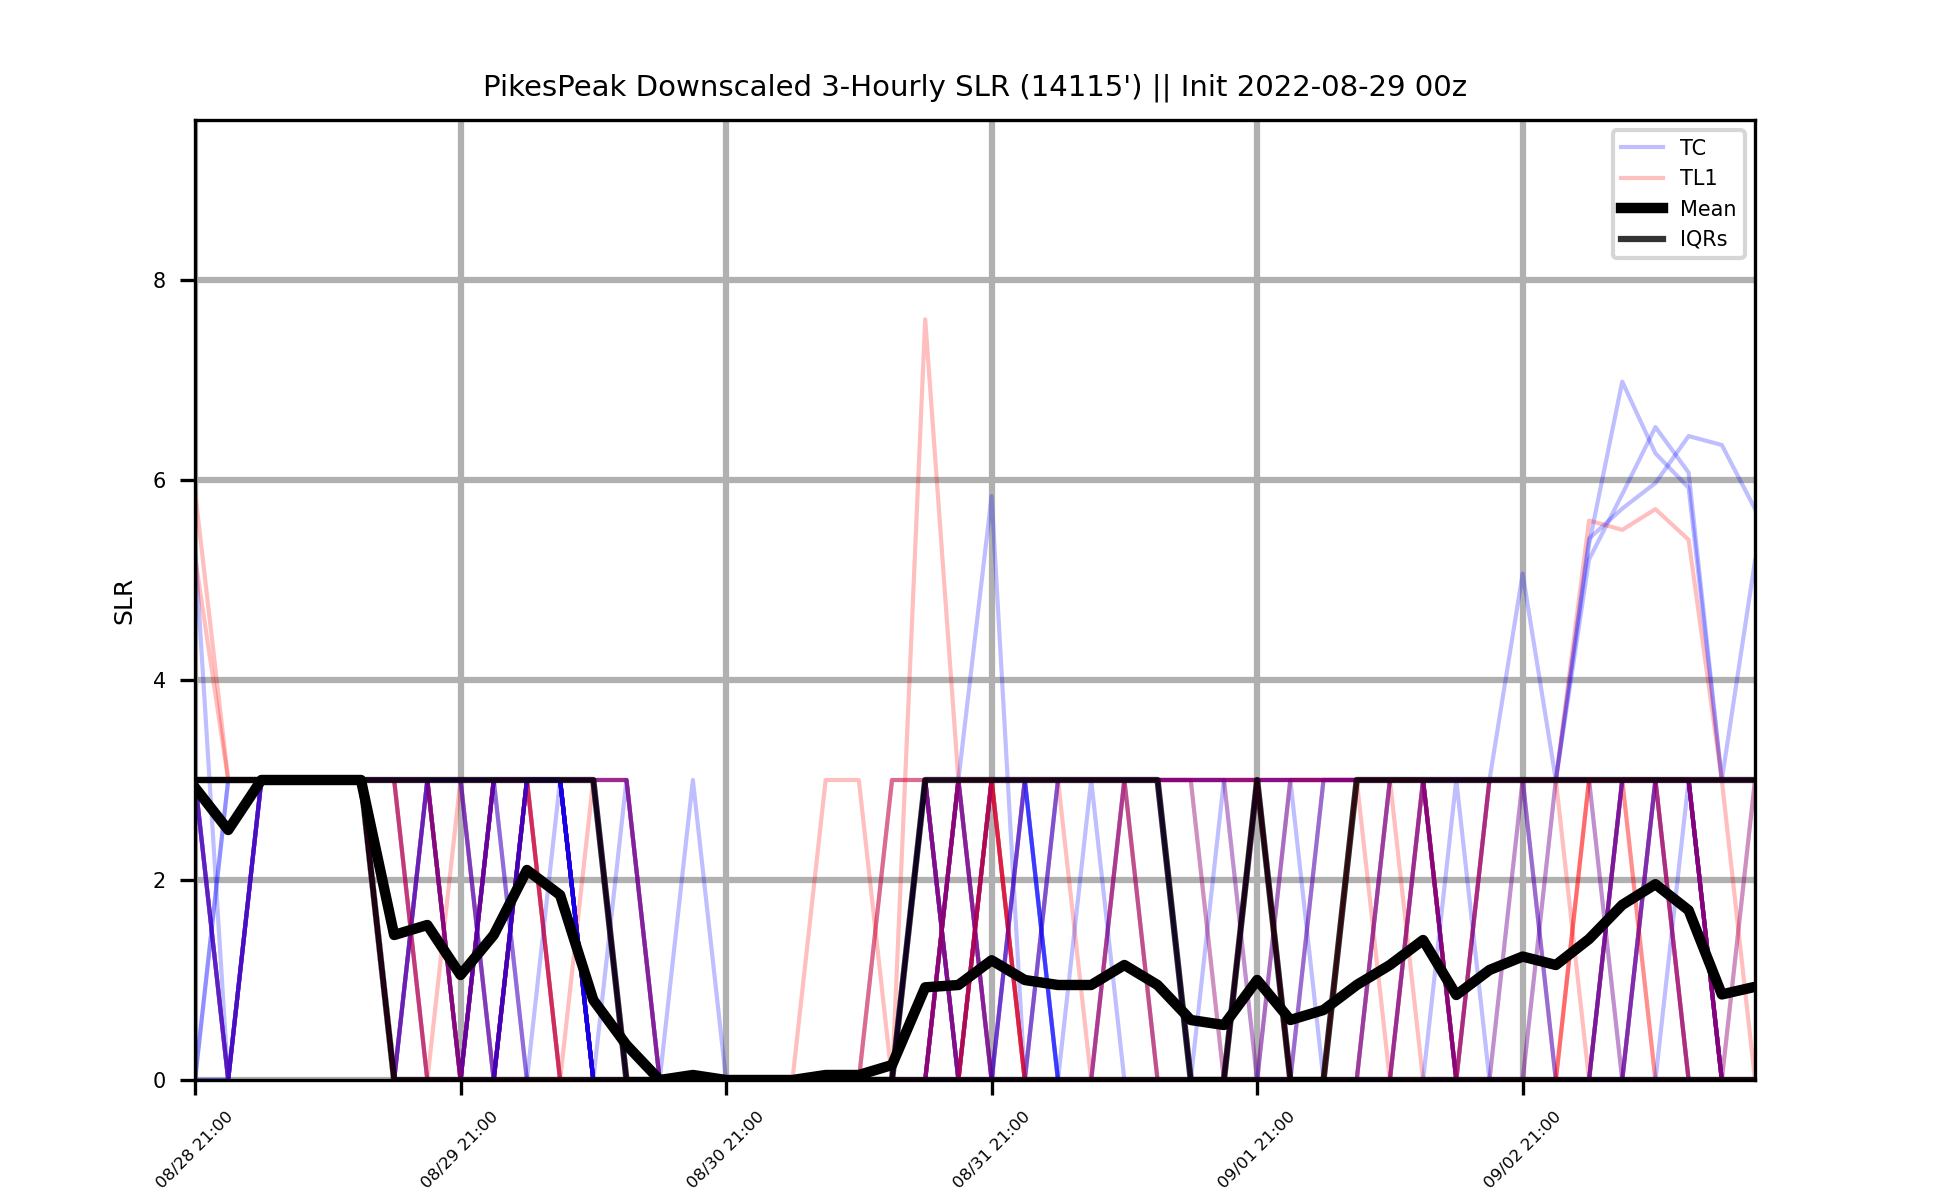 PikesPeak Downscaled 3-Hourly SLR (14115') || Init 2022-08-29 00z
TC
TL1
Mean
IQRs
SLR
8
6
4
2
0
08/28 21:00
08/29 21:00
08/30 21:00
08/31 21:00
09/01 21:00
09/02 21:00